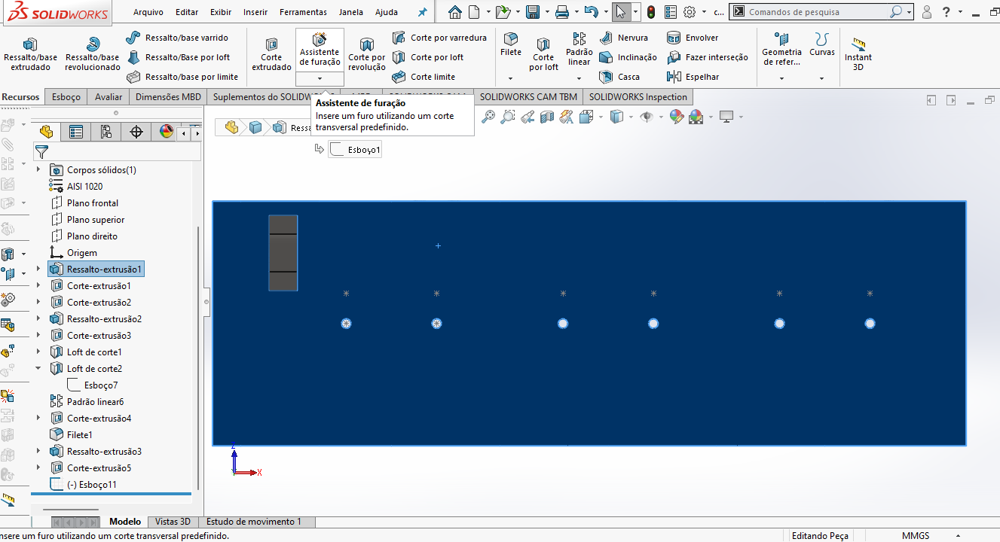 SOLIDWORKS
Arquivo Editar Exibir Inserir Ferramentas Janela Ajuda
c...
Comandos de pesquisa
?
Ressalto/base
extrudado
Ressalto/base
revolucionado
Ressalto/base varrido
Ressalto/Base por loft
Ressalto/base por limite
Corte
extrudado
Assistente
de furação
Corte por
revolução
Corte por varredura
Corte por loft
Corte limite
Filete
Corte
por loft
Padrão
linear
Nervura
Inclinação
Casca
Envolver
Fazer interseção
Espelhar
Geometria
de refer...
Curvas
Instant
3D
Recursos Esboço Avaliar Dimensões MBD Suplementos do SOLIDW
SOLIDWORKS CAM TBM SOLIDWORKS Inspection
Assistente de furação
Insere um furo utilizando um corte
transversal predefinido.
Ressa
Esboço1
Corpos sólidos(1)
AISI 1020
Plano frontal
Plano superior
Plano direito
Origem
Ressalto-extrusão1
Corte-extrusão1
Corte-extrusão2
Ressalto-extrusão2
Corte-extrusão3
Loft de corte1
Loft de corte2
Esboço7
Padrão linear6
Corte-extrusão4
Filete1
Ressalto-extrusão3
Corte-extrusão5
(-) Esboço11
Z
X
Modelo Vistas 3D Estudo de movimento 1
nsere um furo utilizando um corte transversal predefinido.
Editando Peça
MMGS